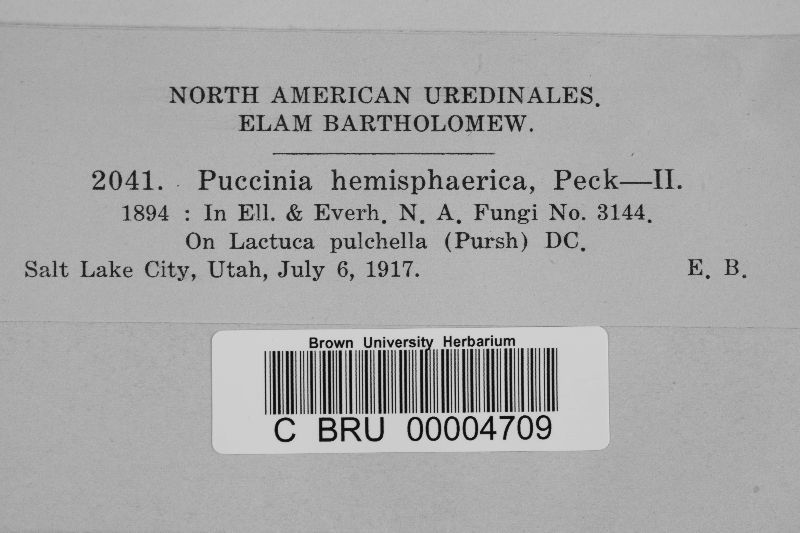 NORTH AMERICAN UREDINALES.
ELAM BARTHOLOMEW.
2041. Puccinia hemisphaerica, Peck—II.
1894 : In Ell. & Everh. N. A. Fungi No. 3144.
On Lactuca pulchella (Pursh) DC.
Salt Lake City, Utah, July 6, 1917. E. B.
Brown University Herbarium
C BRU 00004709